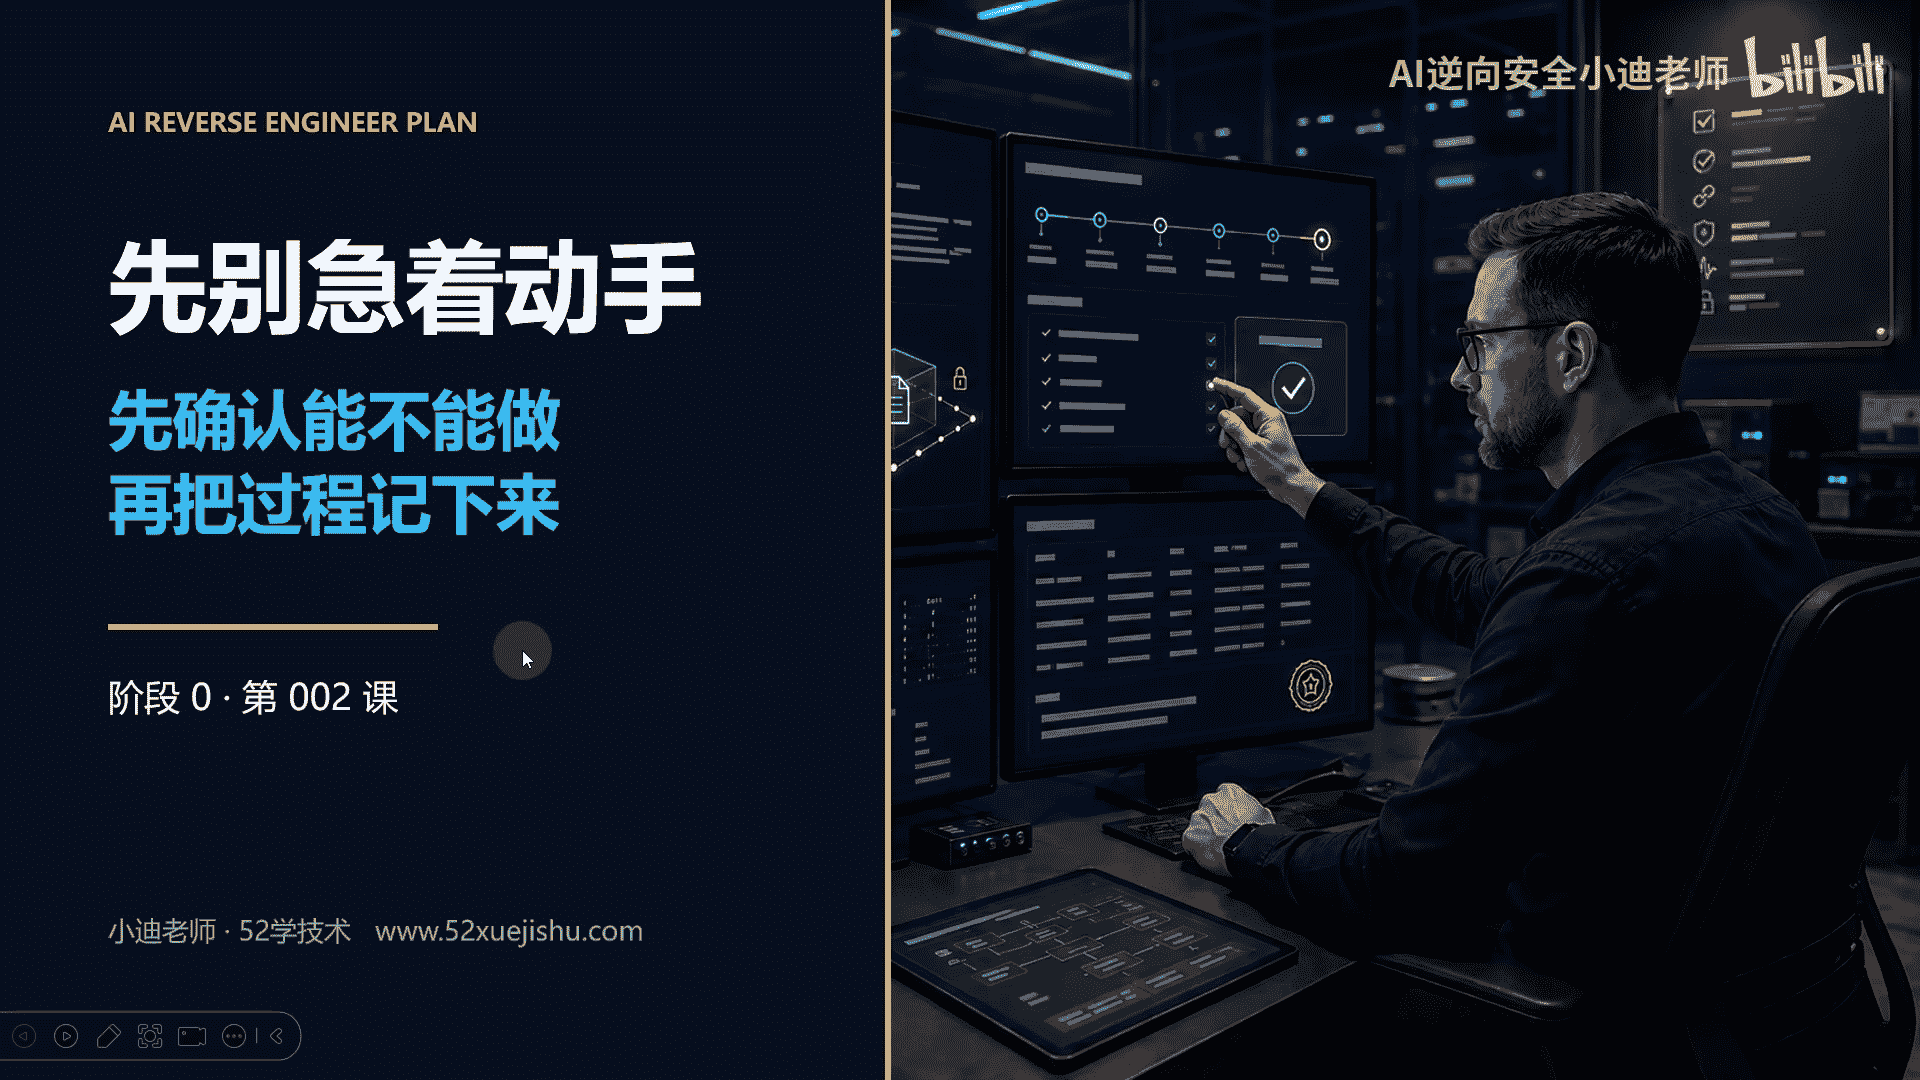 AI REVERSE ENGINEER PLAN
先别急着动手
先确认能不能做
再把过程记下来
阶段 0 · 第 002 课
小迪老师 · 52学技术 www.52xuejishu.com
AI逆向安全小迪老师 bilibili